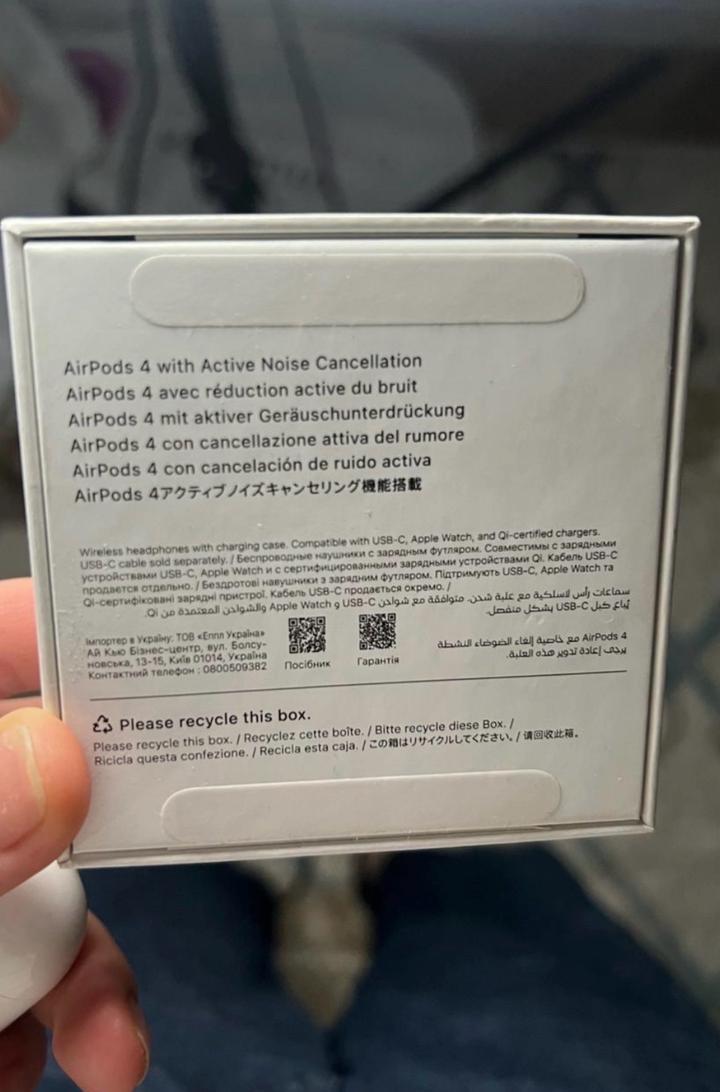 AirPods 4 with Active Noise Cancellation
AirPods 4 avec réduction active du bruit
AirPods 4 mit aktiver Geräuschunterdrückung
AirPods 4 con cancellazione attiva del rumore
AirPods 4 con cancelación de ruido activa
AirPods 4アクティブノイズキャンセリング機能搭載
Wireless headphones with charging case. Compatible with USB-C, Apple Watch, and Qi-certified chargers.
USB-C cable sold separately. / Беспроводные наушники с зарядным футляром. Совместимы с зарядными
устройствами USB-C, Apple Watch и с сертифицированными зарядными устройствами Qi. Кабель USB-C
продается отдельно. / Бездротові навушники з зарядним футляром. Підтримують USB-C, Apple Watch та
Qi-сертифіковані зарядні пристрої. Кабель USB-C продається окремо. /
سماعات رأس لاسلكية مع علبة شحن. متوافقة مع شواحن USB-C و Apple Watch والشواحن المعتمدة من Qi.
يُباع كبل USB-C بشكل منفصل.
Імпортер в Україну: ТОВ «Еппл Україна»
Ай Кью Бізнес-центр, вул. Болсу-
новська, 13-15, Київ 01014, Україна
Контактний телефон : 0800509382
Посібник
Гарантія
AirPods 4 مع خاصية إلغاء الضوضاء النشطة
يرجى إعادة تدوير هذه العلبة.
Please recycle this box.
Please recycle this box. / Recyclez cette boîte. / Bitte recycle diese Box. /
Ricicla questa confezione. / Recicla esta caja. / この箱はリサイクルしてください。/ 请回收此箱。